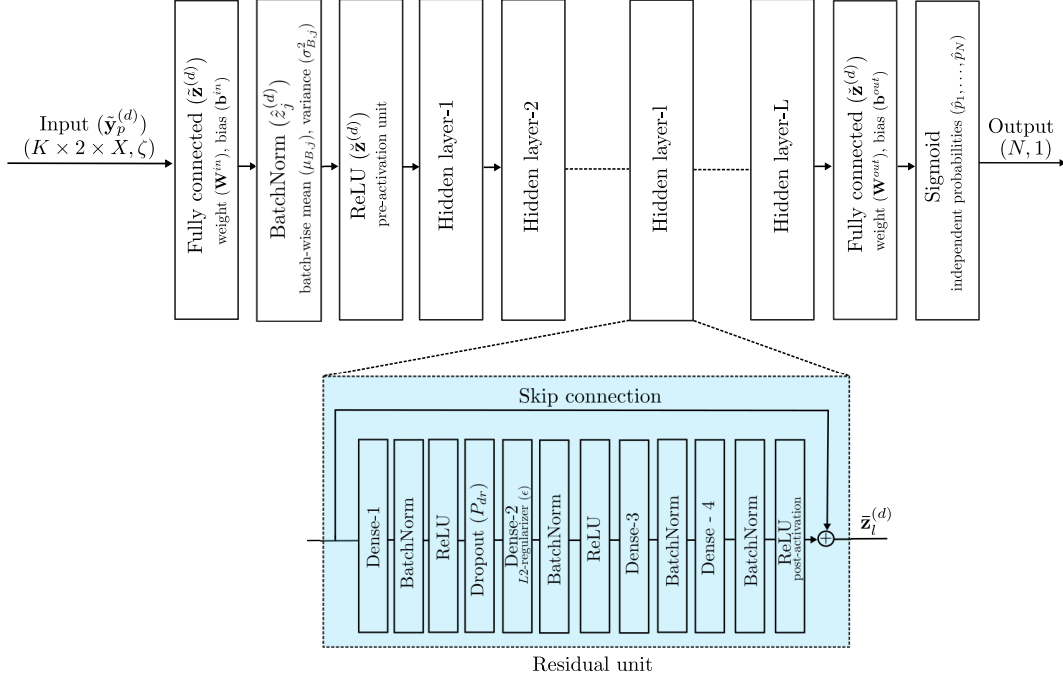 Input (ỹ_p^(d))
(K × 2 × X, ζ)
Fully connected (z̃^(d))
weight (W^in), bias (b^in)
BatchNorm (ẑ_j^(d))
batch-wise mean (μ_B,j), variance (σ²_B,j)
ReLU (ž^(d))
pre-activation unit
Hidden layer-1
Hidden layer-2
Hidden layer-l
Hidden layer-L
Fully connected (z̆^(d))
weight (W^out), bias (b^out)
Sigmoid
independent probabilities (p̂_1, . . . , p̂_N)
Output
(N, 1)
Skip connection
Dense-1
BatchNorm
ReLU
Dropout (P_dr)
Dense-2
L2-regularizer (ϵ)
BatchNorm
ReLU
Dense-3
BatchNorm
Dense - 4
BatchNorm
ReLU
post-activation
z̄_l^(d)
Residual unit